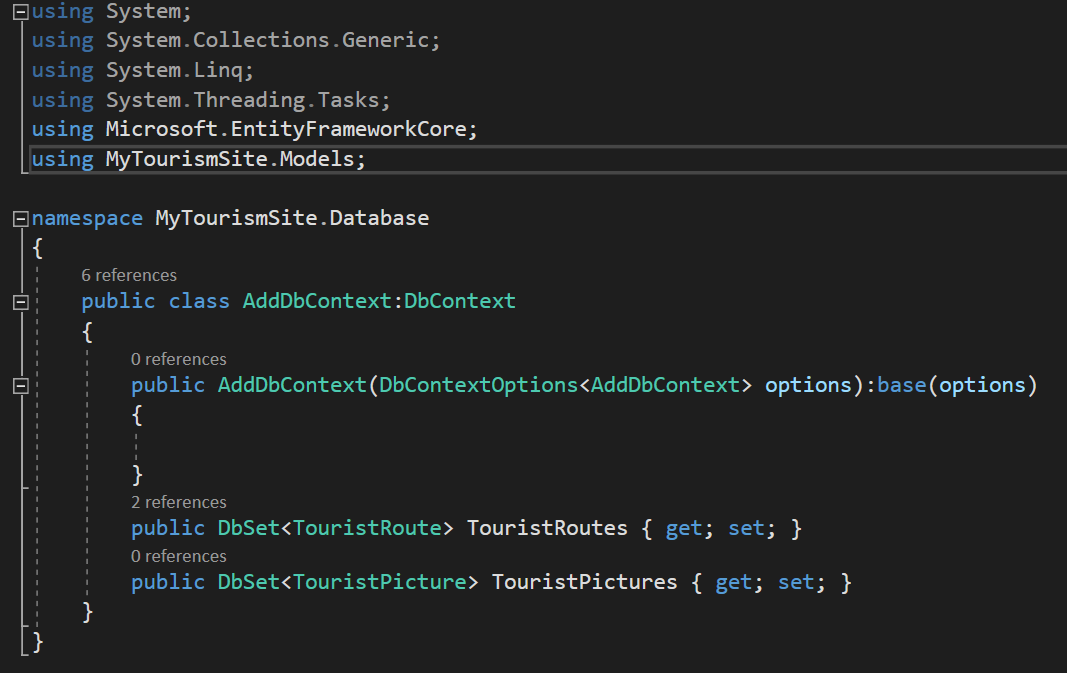 using System;
using System.Collections.Generic;
using System.Linq;
using System.Threading.Tasks;
using Microsoft.EntityFrameworkCore;
using MyTourismSite.Models;
namespace MyTourismSite.Database
{
6 references
public class AddDbContext:DbContext
{
0 references
public AddDbContext(DbContextOptions<AddDbContext> options):base(options)
{
}
2 references
public DbSet<TouristRoute> TouristRoutes { get; set; }
0 references
public DbSet<TouristPicture> TouristPictures { get; set; }
}
}